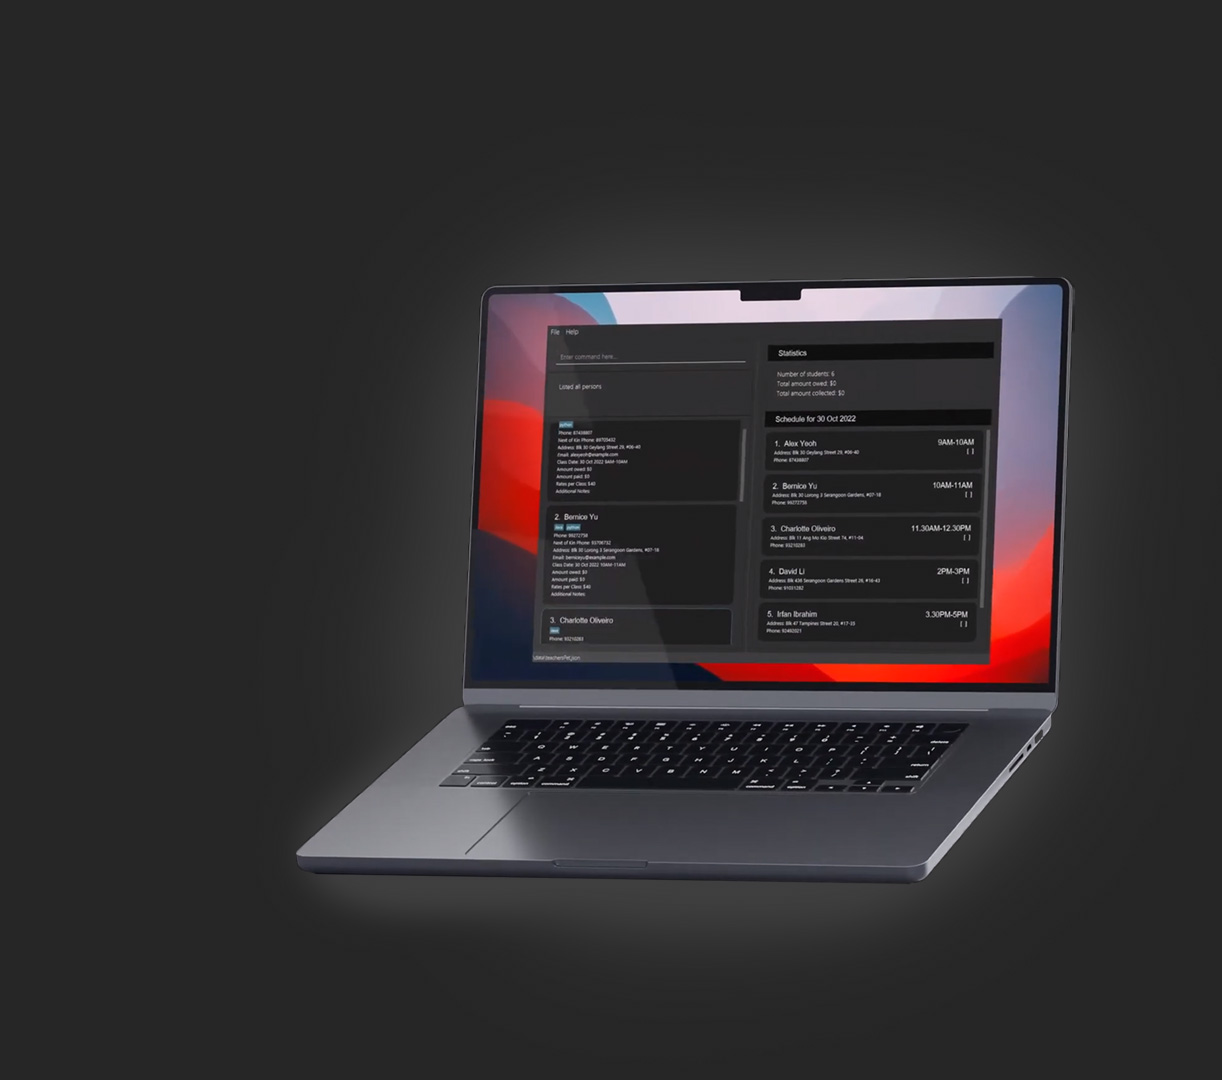 File Help
Enter command here...
Listed all persons
python
Phone: 87438807
Next of Kin Phone: 89705432
Address: Blk 30 Geylang Street 29, #06-40
Email: alexyeoh@example.com
Class Date: 30 Oct 2022 9AM-10AM
Amount owed: $0
Amount paid: $0
Rates per Class: $40
Additional Notes:
2. Bernice Yu
python
Phone: 99272758
Next of Kin Phone: 93798732
Address: Blk 30 Lorong 3 Serangoon Gardens, #07-18
Email: berniceyu@example.com
Class Date: 30 Oct 2022 10AM-11AM
Amount owed: $0
Amount paid: $0
Rates per Class: $40
Additional Notes:
3. Charlotte Oliveiro
Phone: 93210283
Statistics
Number of students: 6
Total amount owed: $0
Total amount collected: $0
Schedule for 30 Oct 2022
1. Alex Yeoh 9AM-10AM
Address: Blk 30 Geylang Street 29, #06-40 [ ]
Phone: 87438807
2. Bernice Yu 10AM-11AM
Address: Blk 30 Lorong 3 Serangoon Gardens, #07-18 [ ]
Phone: 99272758
3. Charlotte Oliveiro 11.30AM-12.30PM
Address: Blk 11 Ang Mo Kio Street 74, #11-04 [ ]
Phone: 93210283
4. David Li 2PM-3PM
Address: Blk 436 Serangoon Gardens Street 26, #16-43 [ ]
Phone: 91031282
5. Irfan Ibrahim 3.30PM-5PM
Address: Blk 47 Tampines Street 20, #17-35 [ ]
Phone: 92492021
Q W E R T Y U I O P
A S D F G H J K L
Z X C V B N M
control option command command option